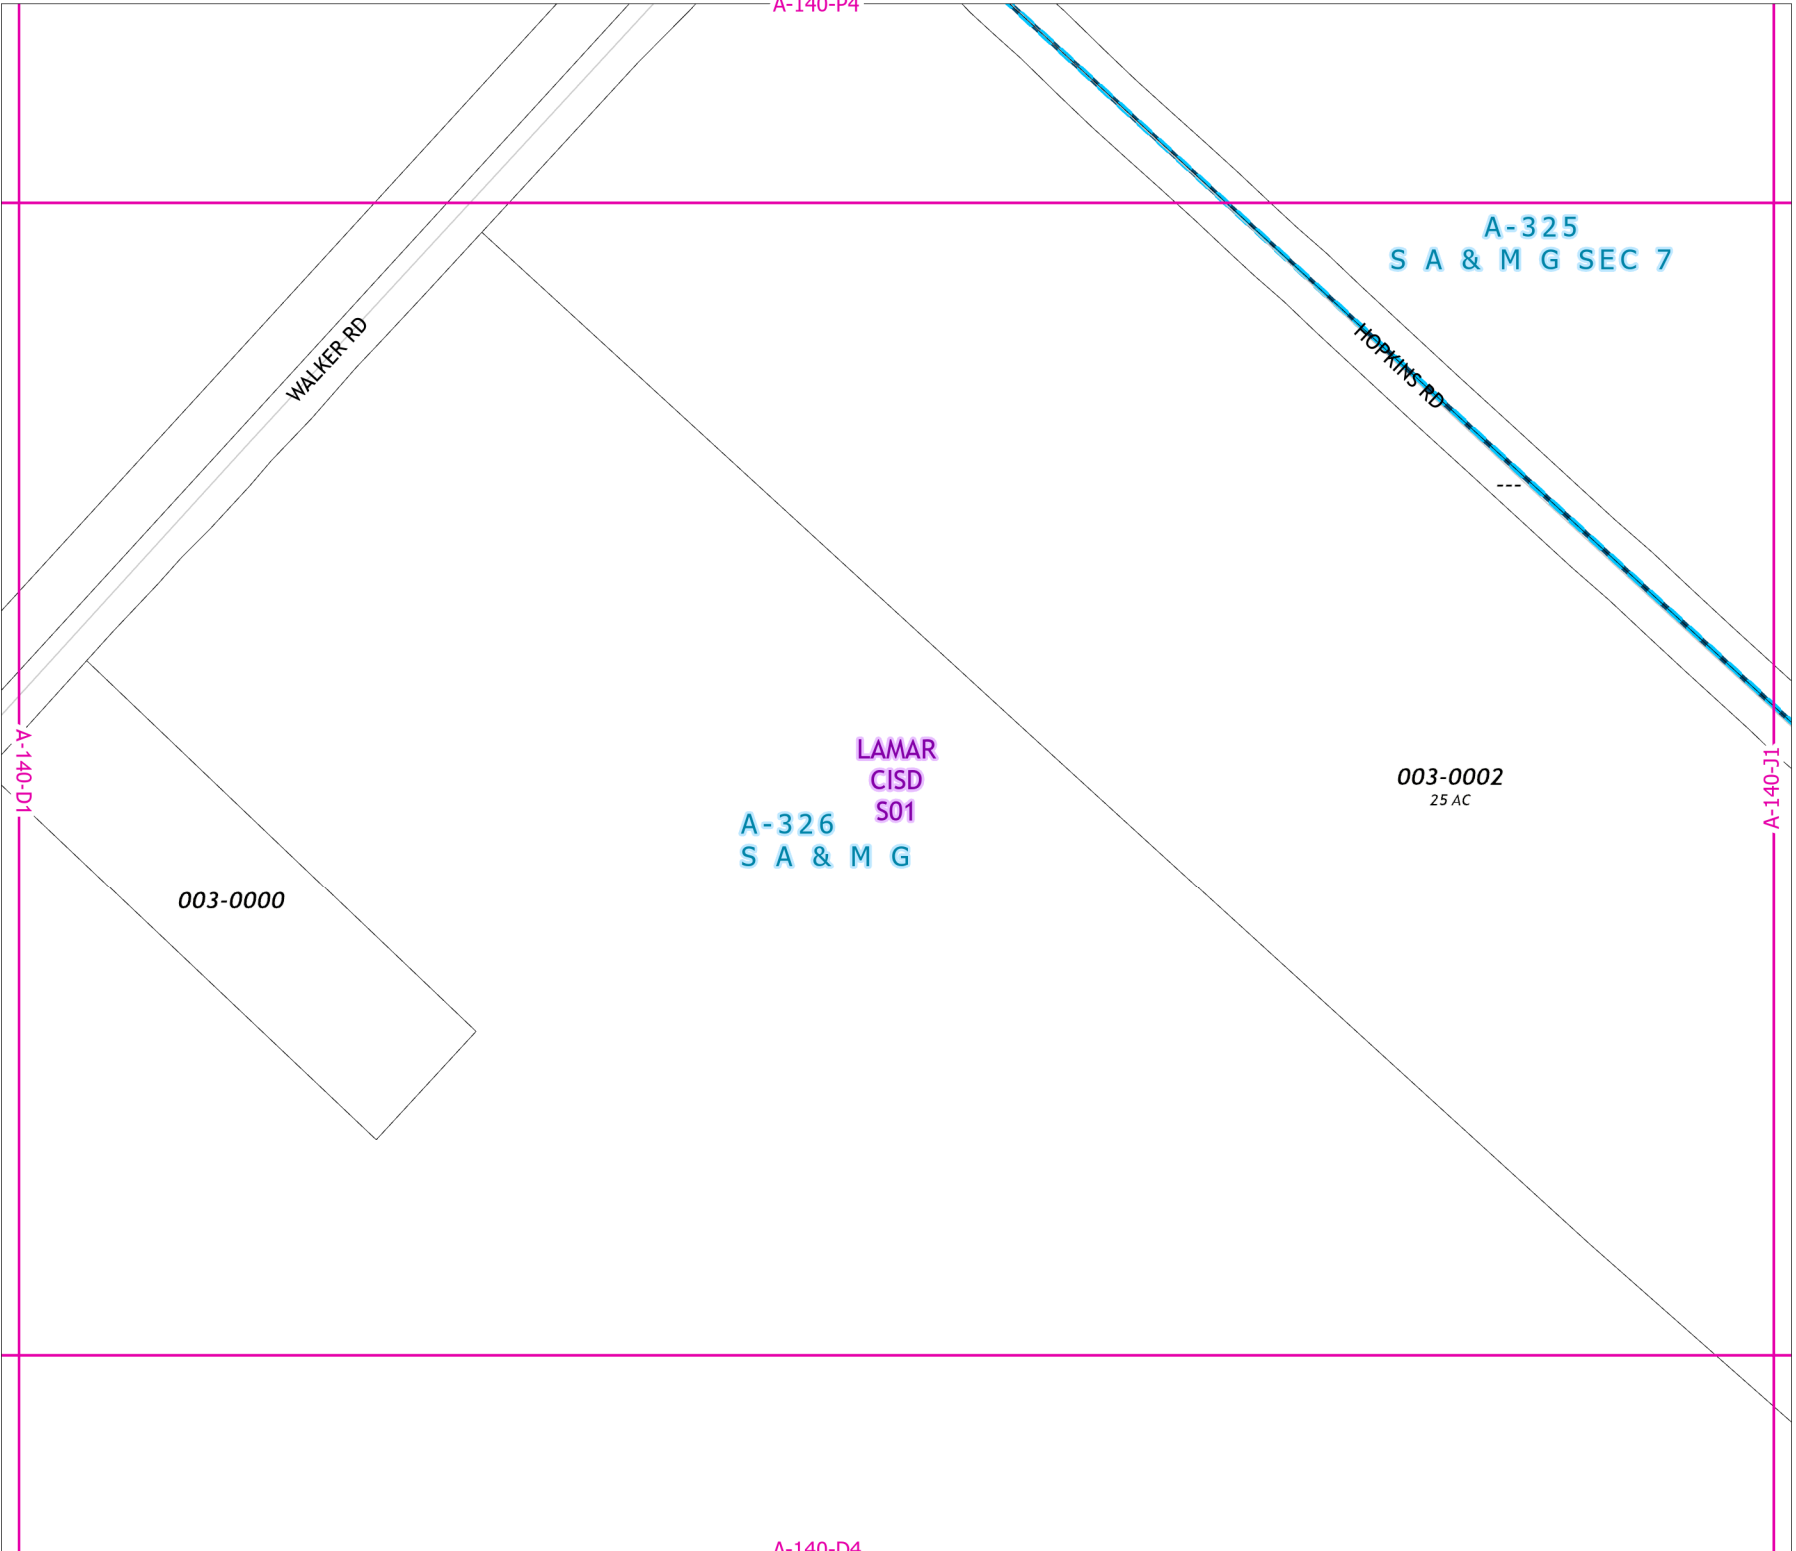 A-140-P4
A-325
S A & M G SEC 7
WALKER RD
HOPKINS RD
---
A-140-D1
LAMAR
CISD
S01
A-326
S A & M G
003-0002
25 AC
A-140-J1
003-0000
A-140-D4